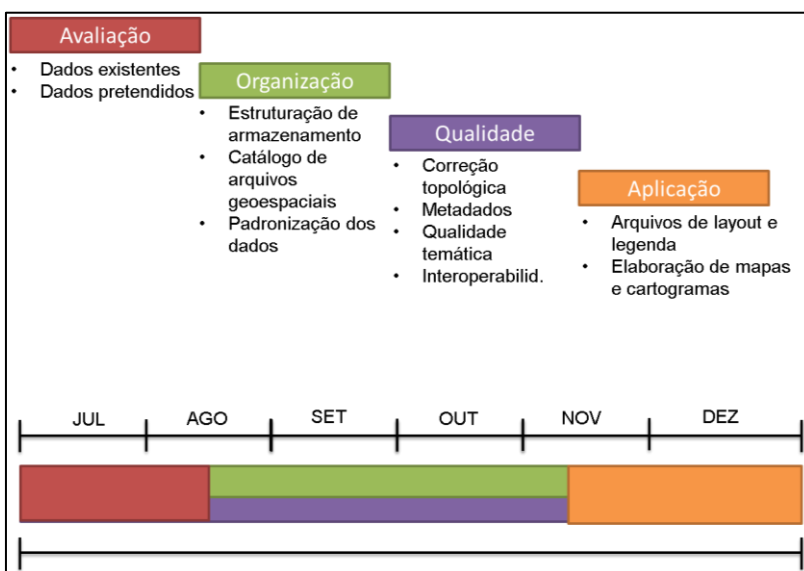 Avaliação
• Dados existentes
• Dados pretendidos
Organização
• Estruturação de
armazenamento
• Catálogo de
arquivos
geoespaciais
• Padronização dos
dados
Qualidade
• Correção
topológica
• Metadados
• Qualidade
temática
• Interoperabilid.
Aplicação
• Arquivos de layout e
legenda
• Elaboração de mapas
e cartogramas
JUL AGO SET OUT NOV DEZ